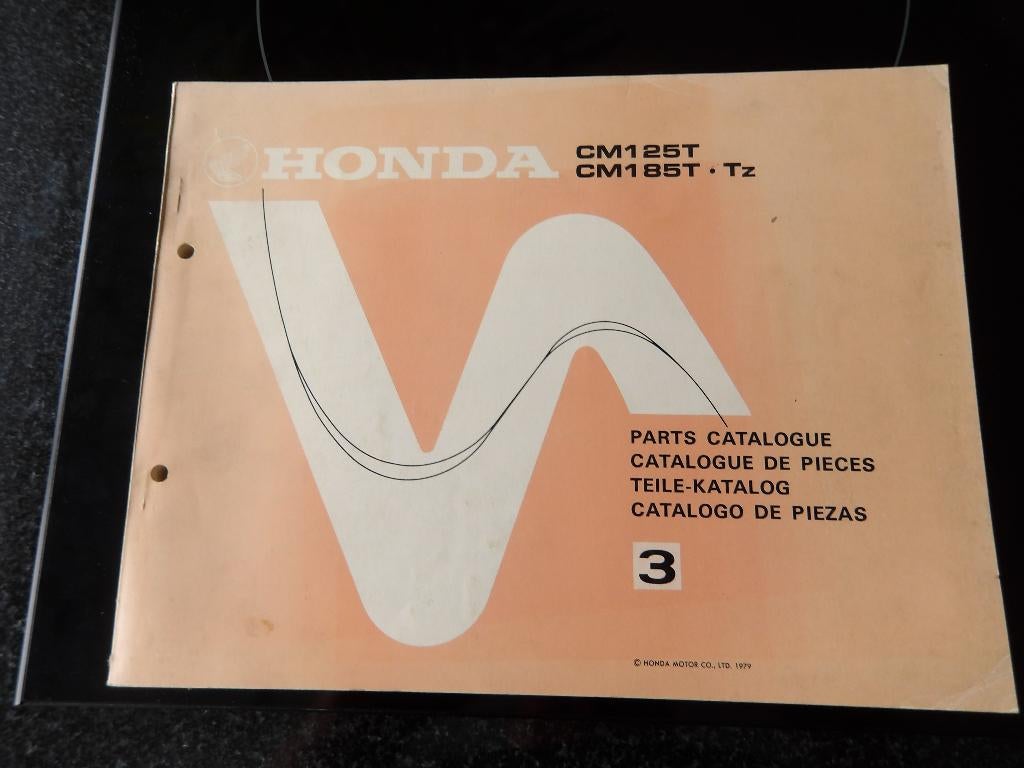 HONDA CM125T
CM185T · Tz
PARTS CATALOGUE
CATALOGUE DE PIECES
TEILE-KATALOG
CATALOGO DE PIEZAS
3
© HONDA MOTOR CO., LTD. 1979